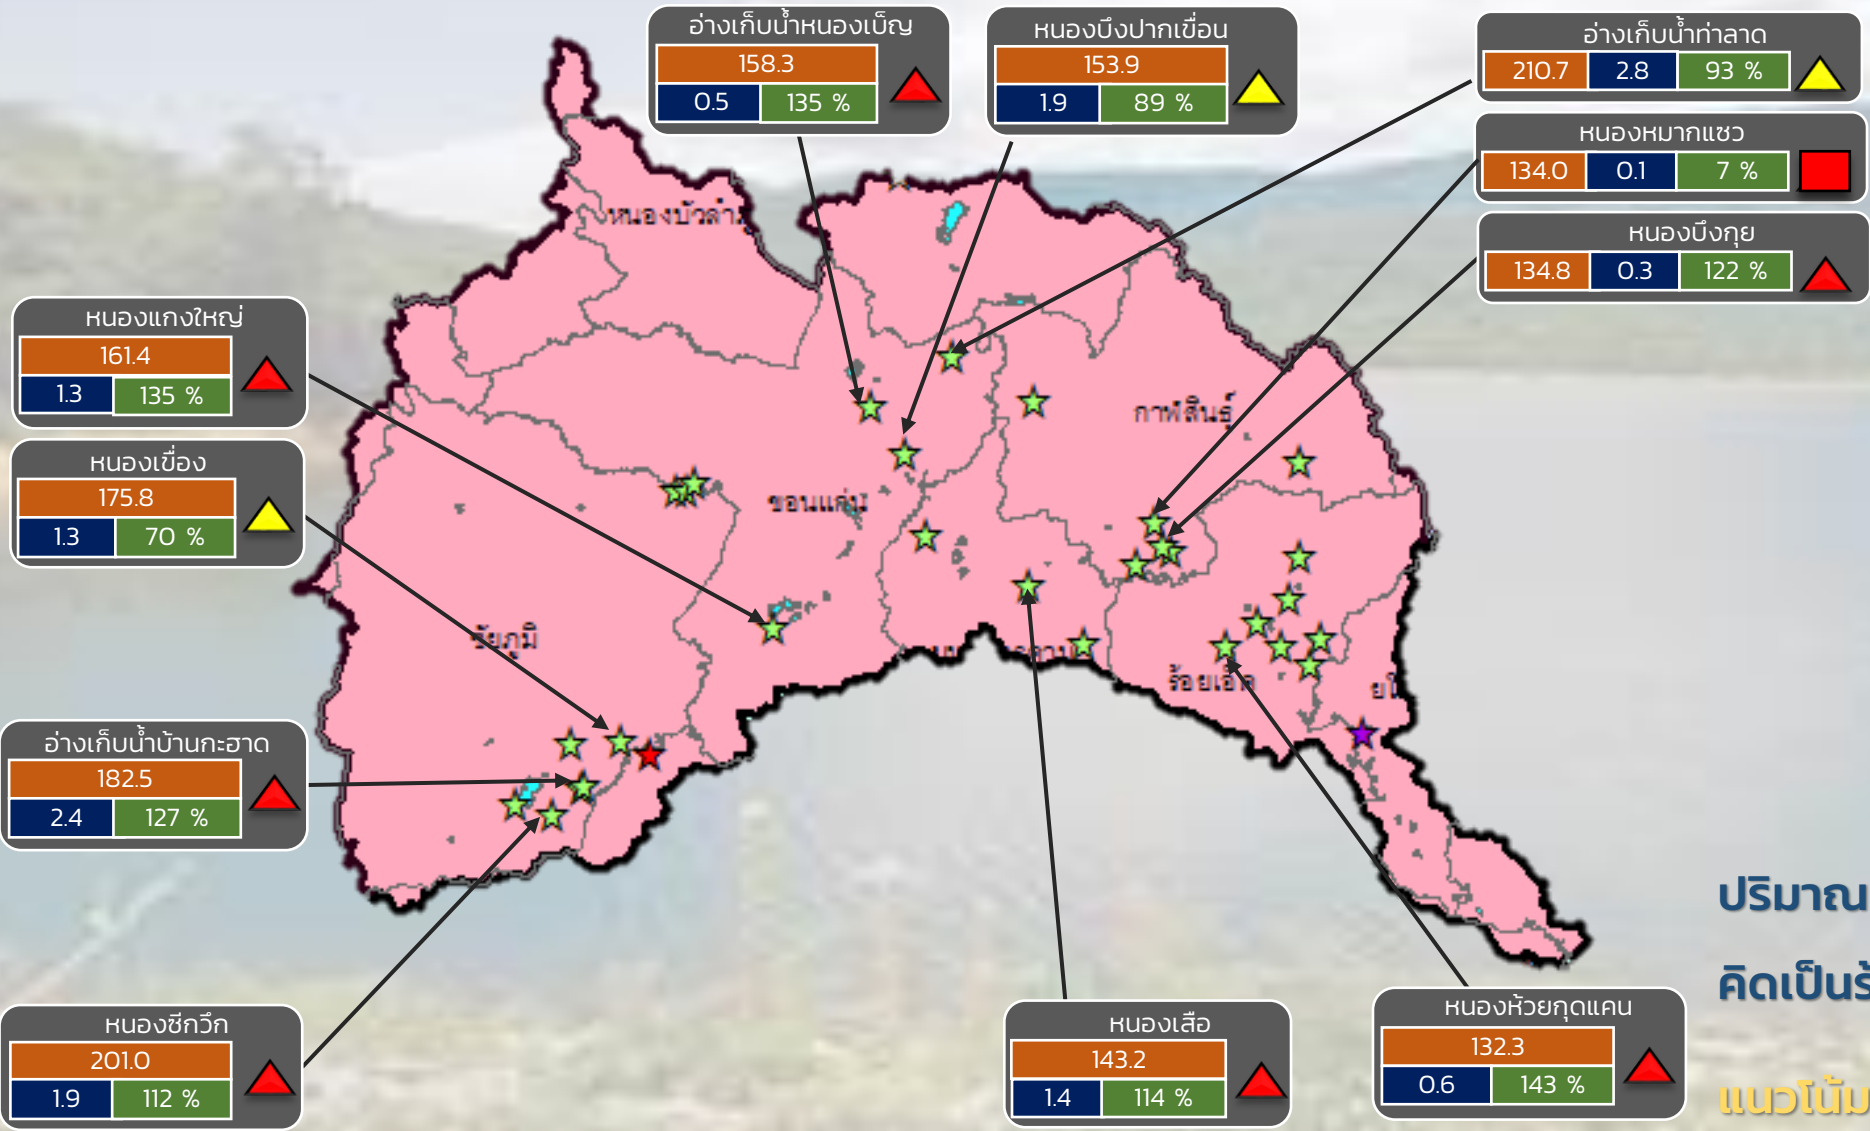 อ่างเก็บน้ำหนองเบ็ญ
158.3
0.5 135 %
หนองบึงปากเขื่อน
153.9
1.9 89 %
อ่างเก็บน้ำท่าลาด
210.7 2.8 93 %
หนองหมากแซว
134.0 0.1 7 %
หนองบึงกุย
134.8 0.3 122 %
หนองแกงใหญ่
161.4
1.3 135 %
หนองเขื่อง
175.8
1.3 70 %
อ่างเก็บน้ำบ้านกะฮาด
182.5
2.4 127 %
หนองซีกวึก
201.0
1.9 112 %
หนองเสือ
143.2
1.4 114 %
หนองห้วยกุดแคน
132.3
0.6 143 %
หนองบัวลำภู
กาฬสินธุ์
ขอนแก่น
ชัยภูมิ
ร้อยเอ็ด
ปริมาณ
คิดเป็นร้
แนวโน้ม